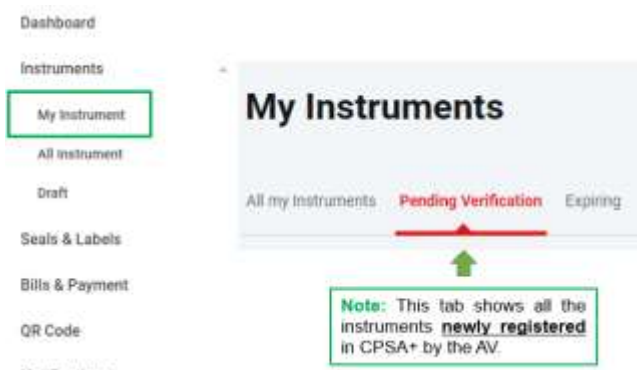 Dashboard
Instruments
My Instrument
All Instrument
Draft
Seals & Labels
Bills & Payment
QR Code
My Instruments
All my Instruments Pending Verification Expiring
Note: This tab shows all the
instruments newly registered
in CPSA+ by the AV.